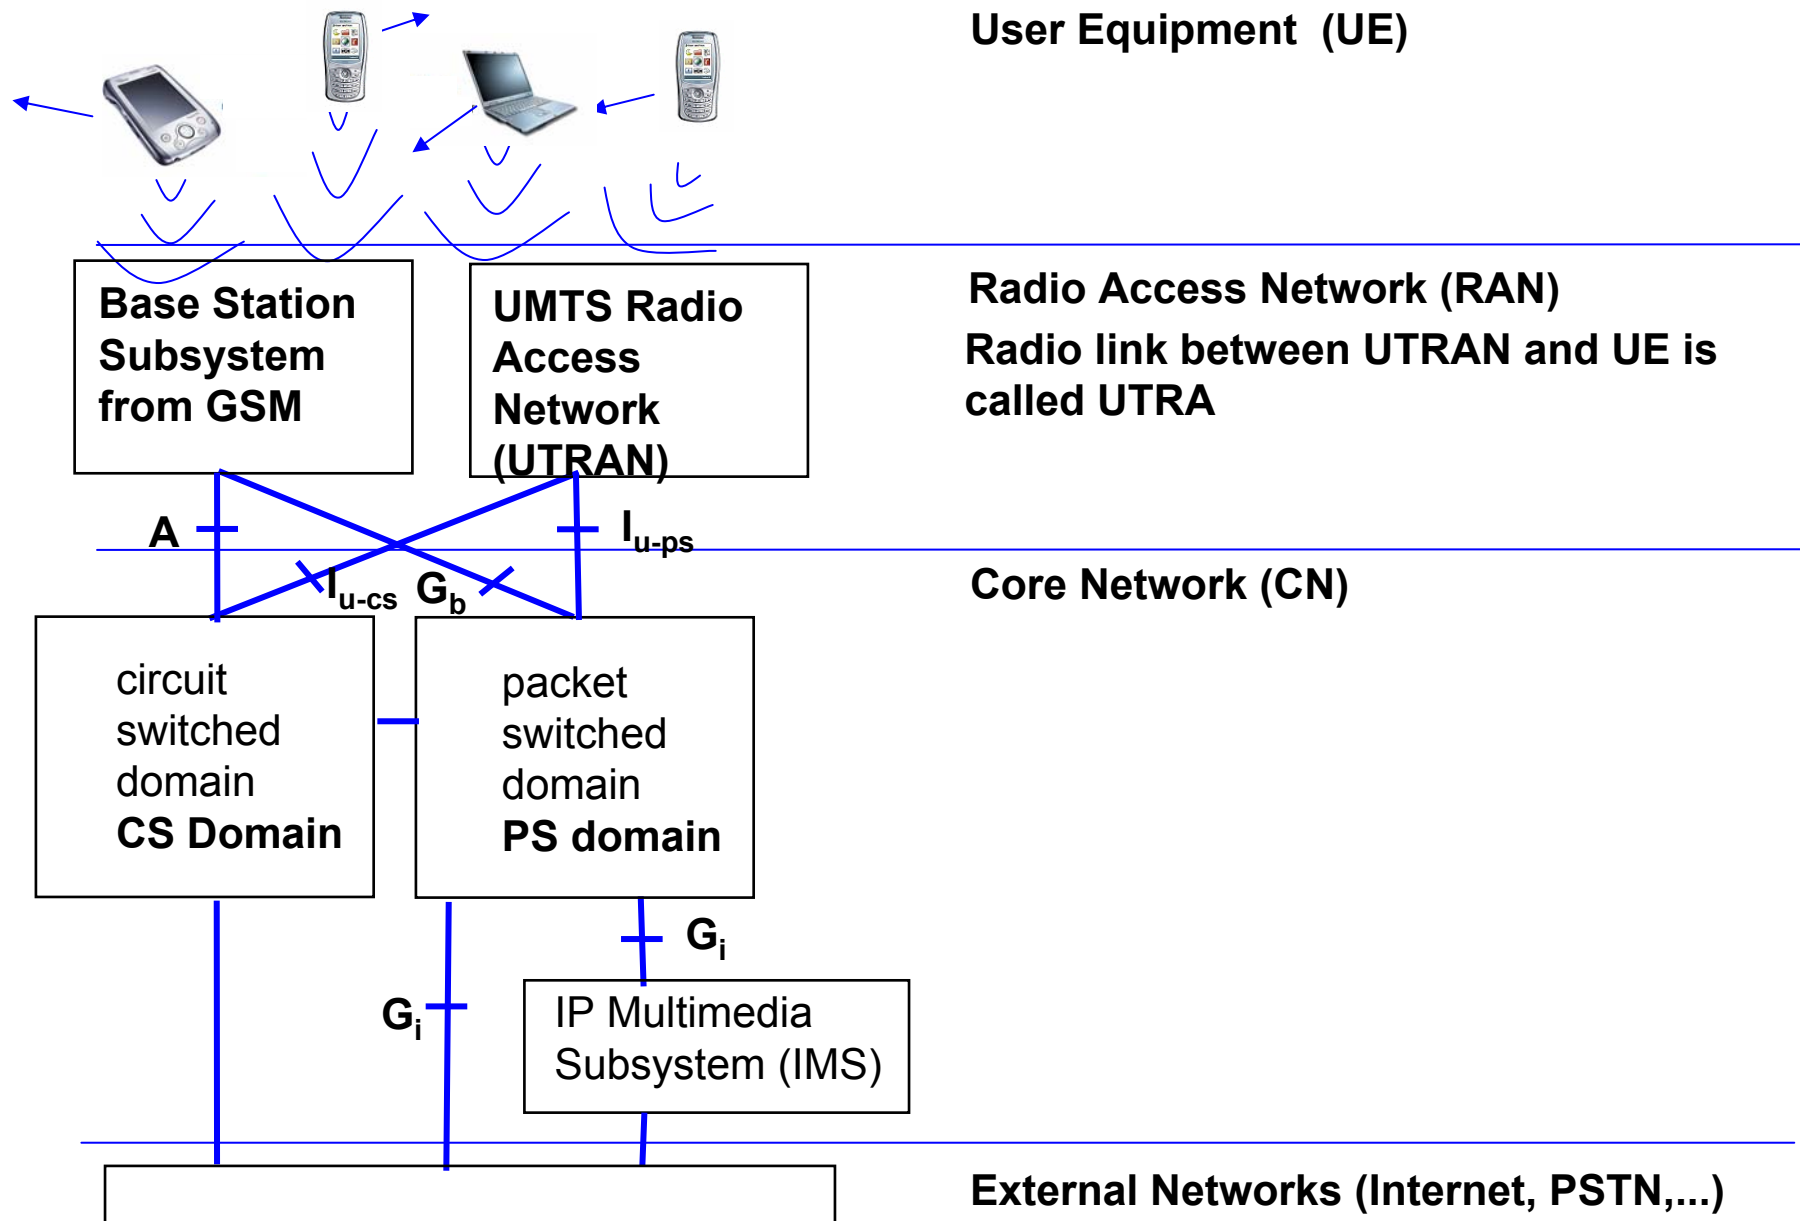 User Equipment (UE)
Base Station
Subsystem
from GSM
UMTS Radio
Access
Network
(UTRAN)
Radio Access Network (RAN)
Radio link between UTRAN and UE is
called UTRA
A
Iu-ps
Iu-cs
Gb
Core Network (CN)
circuit
switched
domain
CS Domain
packet
switched
domain
PS domain
Gi
Gi
IP Multimedia
Subsystem (IMS)
External Networks (Internet, PSTN,...)